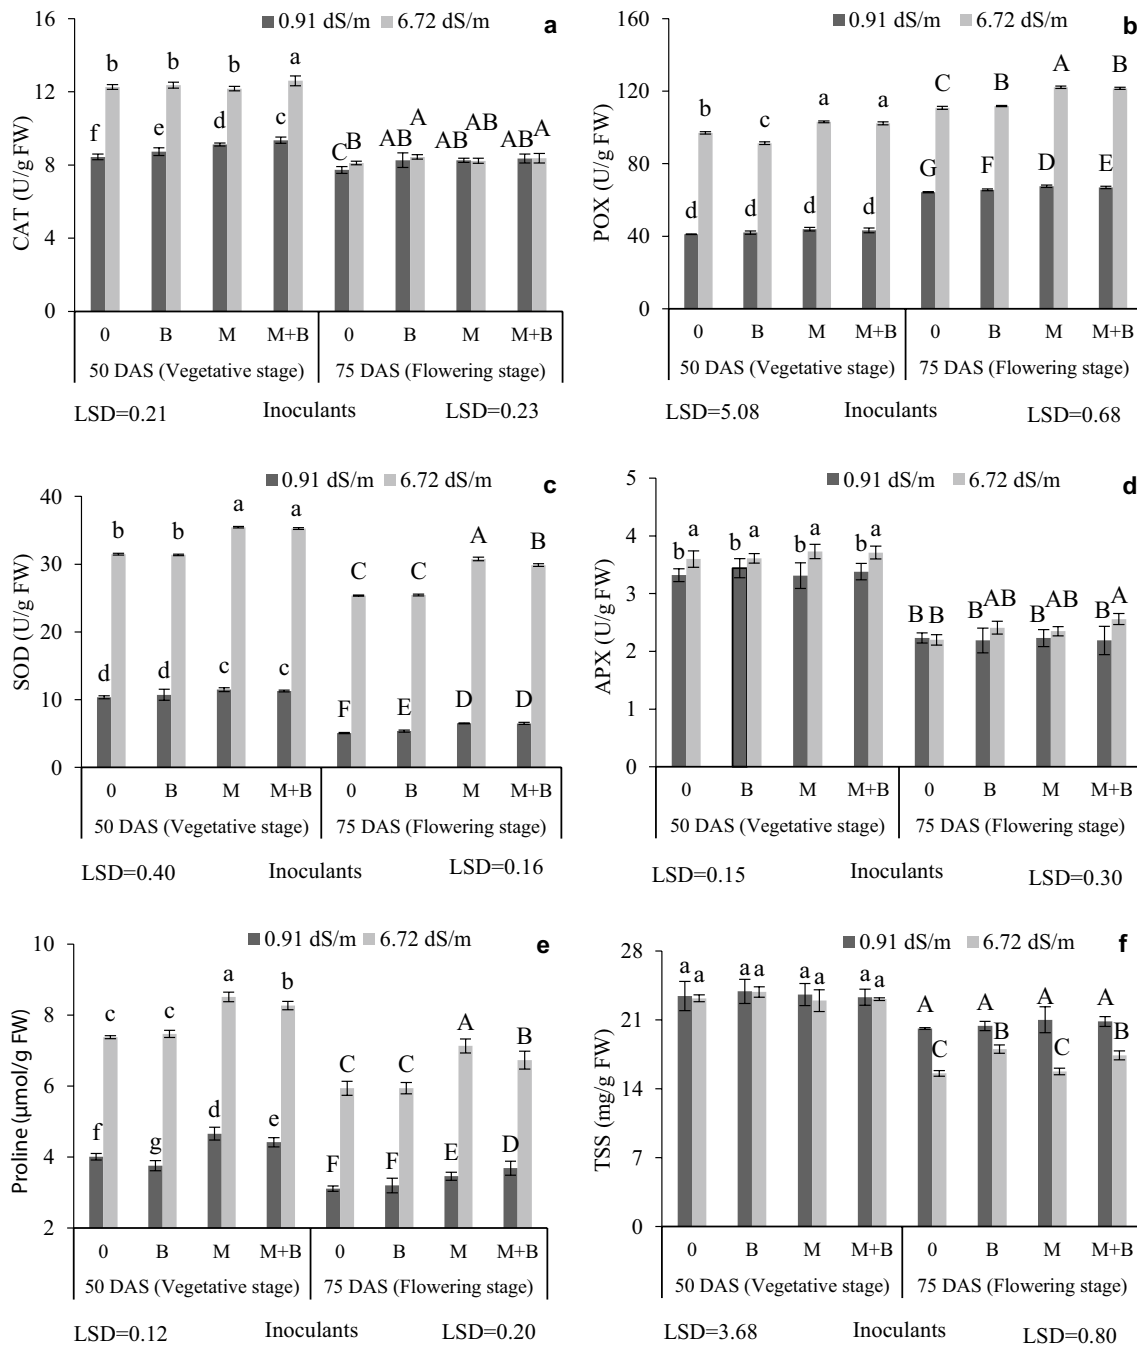 0.91 dS/m 6.72 dS/m a
CAT (U/g FW)
16
12
8
4
0
f b e b d b c a C B AB A AB AB AB A
0 B M M+B 0 B M M+B
50 DAS (Vegetative stage) 75 DAS (Flowering stage)
LSD=0.21 Inoculants LSD=0.23
0.91 dS/m 6.72 dS/m b
POX (U/g FW)
160
120
80
40
0
d b d c d a d a G C F B D A E B
0 B M M+B 0 B M M+B
50 DAS (Vegetative stage) 75 DAS (Flowering stage)
LSD=5.08 Inoculants LSD=0.68
0.91 dS/m 6.72 dS/m c
SOD (U/g FW)
40
30
20
10
0
d b d b c a c a F C E C D A D B
0 B M M+B 0 B M M+B
50 DAS (Vegetative stage) 75 DAS (Flowering stage)
LSD=0.40 Inoculants LSD=0.16
0.91 dS/m 6.72 dS/m d
APX (U/g FW)
5
4
3
2
1
0
b a b a b a b a B B B AB B AB B A
0 B M M+B 0 B M M+B
50 DAS (Vegetative stage) 75 DAS (Flowering stage)
LSD=0.15 Inoculants LSD=0.30
0.91 dS/m 6.72 dS/m e
Proline (µmol/g FW)
10
8
6
4
2
f c g c d a e b F C F C E A D B
0 B M M+B 0 B M M+B
50 DAS (Vegetative stage) 75 DAS (Flowering stage)
LSD=0.12 Inoculants LSD=0.20
0.91 dS/m 6.72 dS/m f
TSS (mg/g FW)
28
21
14
7
0
a a a a a a a a A C A B A C A B
0 B M M+B 0 B M M+B
50 DAS (Vegetative stage) 75 DAS (Flowering stage)
LSD=3.68 Inoculants LSD=0.80